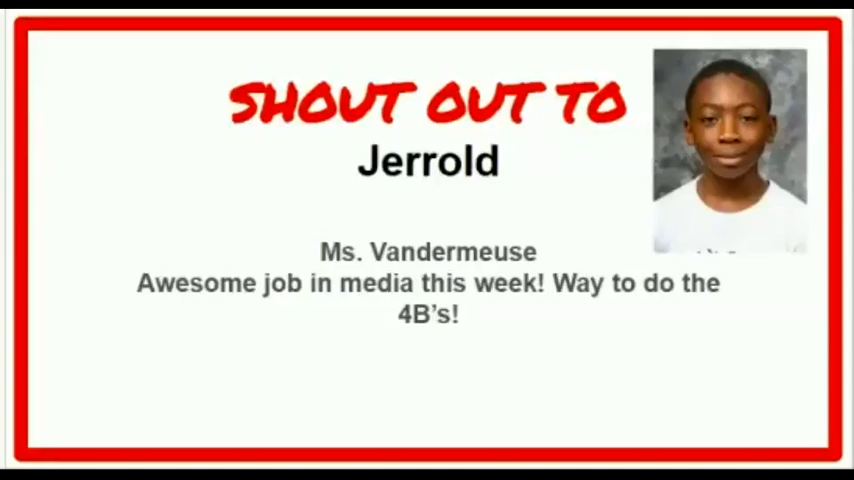 SHOUT OUT TO
Jerrold
Ms. Vandermeuse
Awesome job in media this week! Way to do the
4B's!